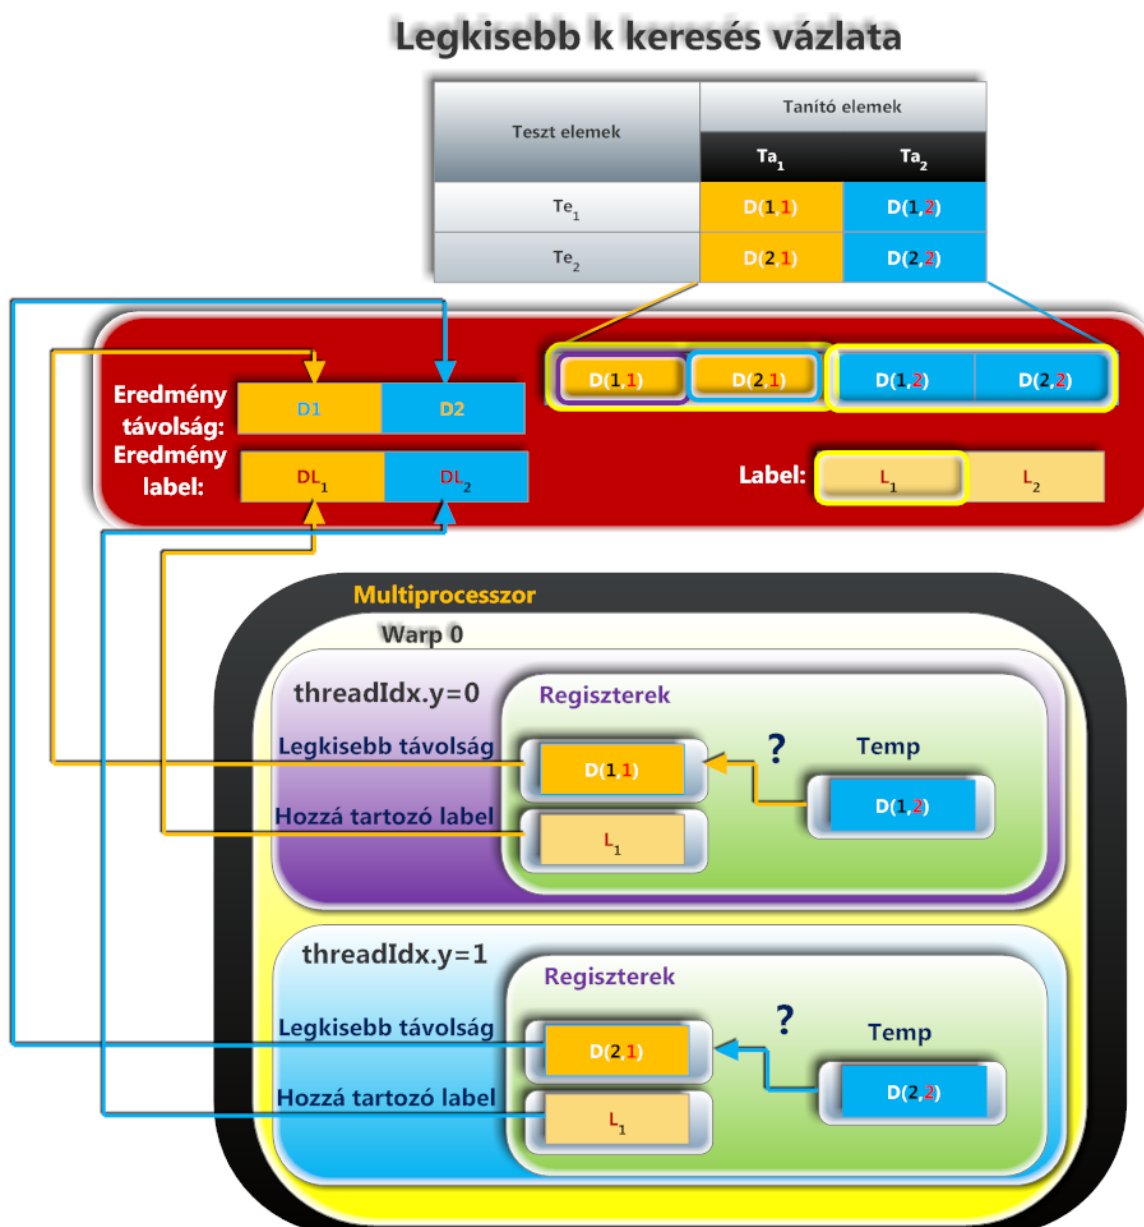 Legkisebb k keresés vázlata
Teszt elemek
Tanító elemek
Ta1 Ta2
Te1 D(1,1) D(1,2)
Te2 D(2,1) D(2,2)
D(1,1) D(2,1) D(1,2) D(2,2)
Eredmény
távolság:
D1 D2
Eredmény
label:
DL1 DL2
Label: L1 L2
Multiprocesszor
Warp 0
threadIdx.y=0
Regiszterek
Legkisebb távolság
D(1,1)
?
Temp
D(1,2)
Hozzá tartozó label
L1
threadIdx.y=1
Regiszterek
Legkisebb távolság
D(2,1)
?
Temp
D(2,2)
Hozzá tartozó label
L1